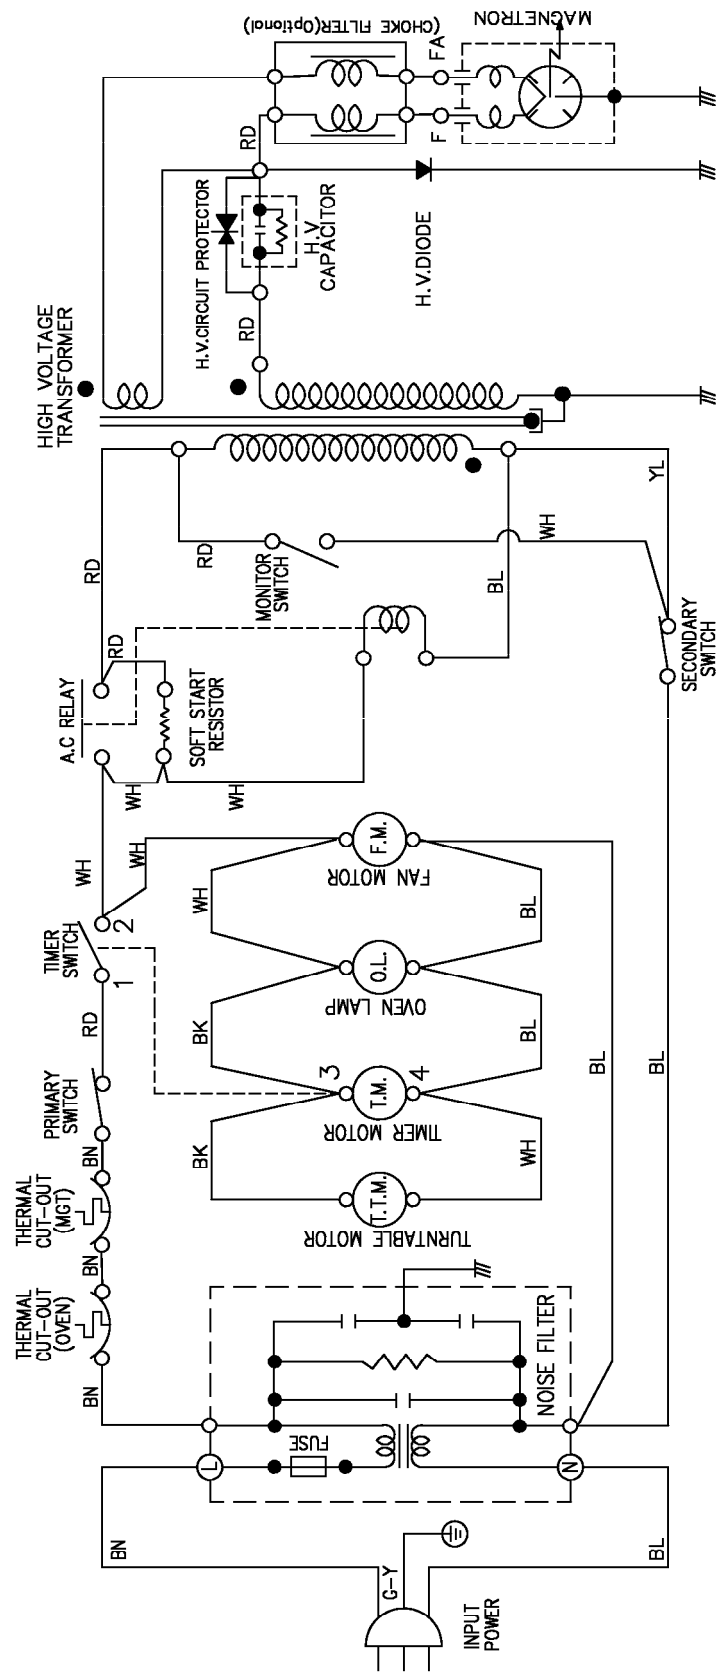 (CHOKE FILTER(Optional)
MAGNETRON
FA
F
RD
H.V.CIRCUIT PROTECTOR
H.V
CAPACITOR
H.V.DIODE
RD
HIGH VOLTAGE
TRANSFORMER
YL
RD
RD
MONITOR
SWITCH
WH
BL
SECONDARY
SWITCH
A.C RELAY
RD
SOFT START
RESISTOR
WH
WH
WH
WH
TIMER
SWITCH
1
2
RD
PRIMARY
SWITCH
BN
THERMAL
CUT-OUT
(MGT)
BN
THERMAL
CUT-OUT
(OVEN)
BN
F.M.
FAN MOTOR
WH
BL
O.L.
OVEN LAMP
BK
BL
3
T.M.
4
TIMER MOTOR
BK
WH
T.T.M.
TURNTABLE MOTOR
BL
BL
NOISE FILTER
FUSE
L
N
BN
G-Y
BL
INPUT
POWER